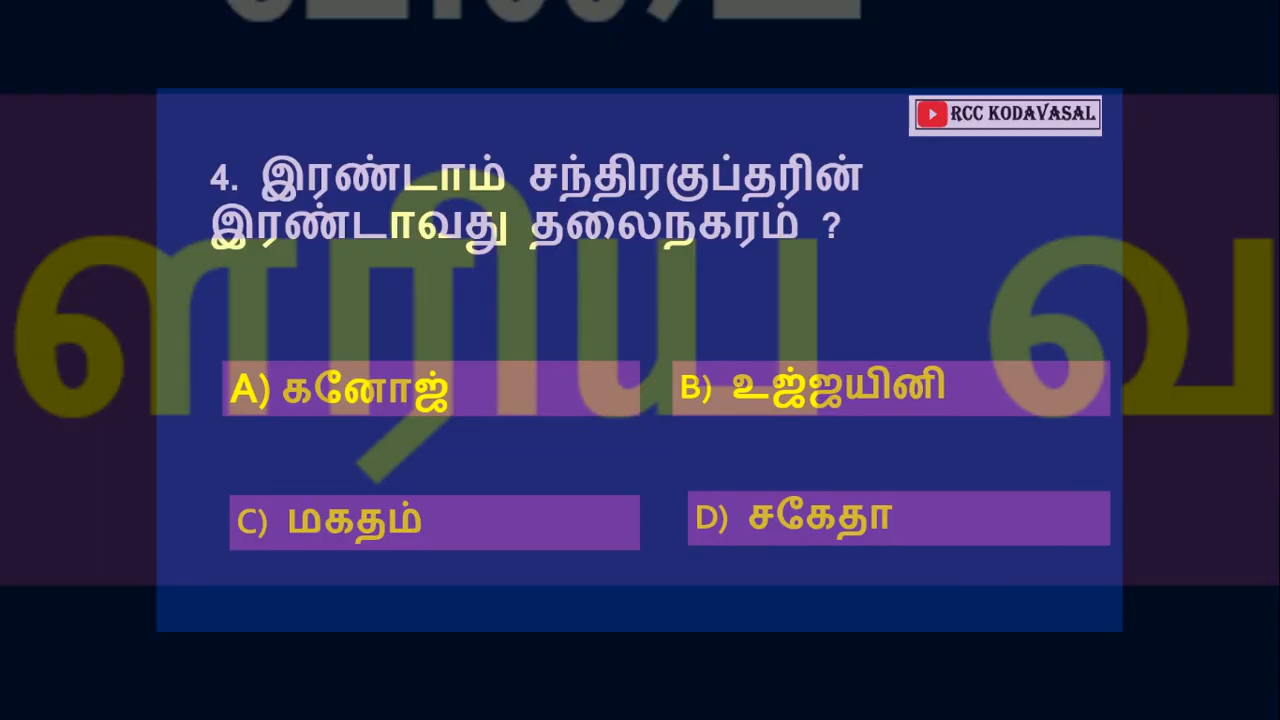 RCC KODAVASAL
4. இரண்டாம் சந்திரகுப்தரின்
இரண்டாவது தலைநகரம் ?
A) கனோஜ்
B) உஜ்ஜயினி
C) மகதம்
D) சகேதா